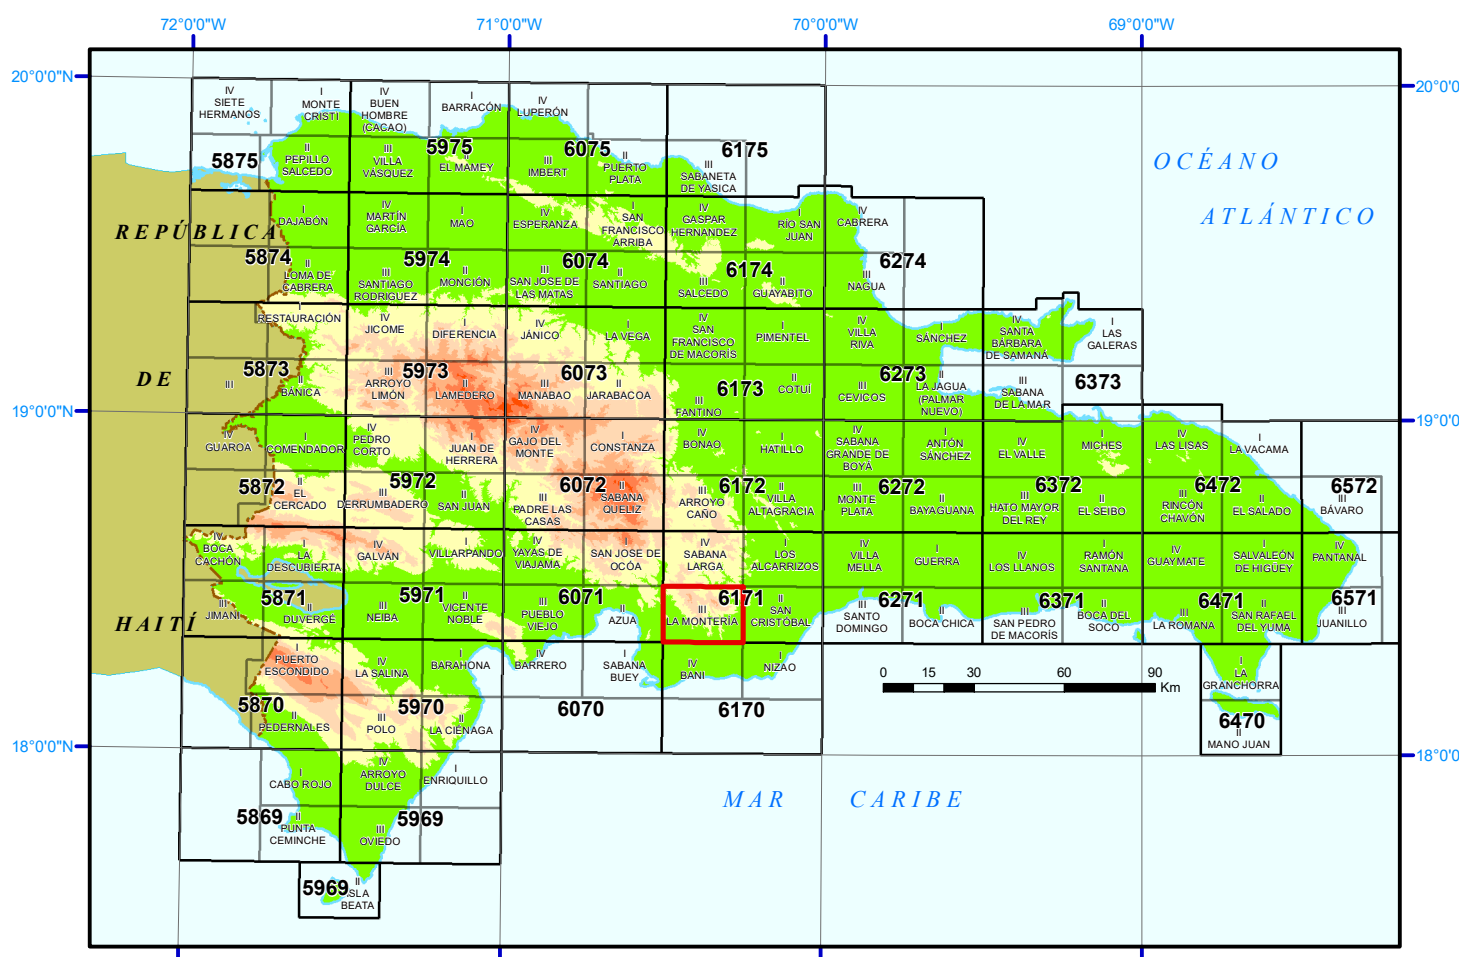 72°0'0"W 71°0'0"W 70°0'0"W 69°0'0"W
20°0'0"N
20°0'0"
IV
SIETE
HERMANOS
I
MONTE
CRISTI
IV
BUEN
HOMBRE
(CACAO)
I
BARRACÓN
IV
LUPERÓN
5875
II
PEPILLO
SALCEDO
III
VILLA
VÁSQUEZ
5975
II
EL MAMEY
III
IMBERT
6075
II
PUERTO
PLATA
6175
III
SABANETA
DE YASICA
OCÉANO
ATLÁNTICO
REPÚBLICA
I
DAJABÓN
IV
MARTÍN
GARCÍA
I
MAO
IV
ESPERANZA
I
SAN
FRANCISCO
ARRIBA
IV
GASPAR
HERNANDEZ
I
RÍO SAN
JUAN
IV
CABRERA
5874
II
LOMA DE
CABRERA
III
SANTIAGO
RODRIGUEZ
5974
II
MONCIÓN
III
SAN JOSE DE
LAS MATAS
6074
II
SANTIAGO
III
SALCEDO
6174
II
GUAYABITO
III
NAGUA
6274
I
RESTAURACIÓN
IV
JICOME
I
DIFERENCIA
IV
JÁNICO
I
LA VEGA
IV
SAN
FRANCISCO
DE MACORÍS
I
PIMENTEL
IV
VILLA
RIVA
I
SÁNCHEZ
IV
SANTA
BÁRBARA
DE SAMANÁ
I
LAS
GALERAS
DE
III
5873
II
BÁNICA
III
ARROYO
LIMÓN
5973
II
LAMEDERO
III
MANABAO
6073
II
JARABACOA
III
FANTINO
6173
II
COTUÍ
III
CEVICOS
6273
II
LA JAGUA
(PALMAR
NUEVO)
III
SABANA
DE LA MAR
6373
19°0'0"N
19°0'0"
IV
GUAROA
I
COMENDADOR
IV
PEDRO
CORTO
I
JUAN DE
HERRERA
IV
GAJO DEL
MONTE
I
CONSTANZA
IV
BONAO
I
HATILLO
IV
SABANA
GRANDE DE
BOYÁ
I
ANTÓN
SÁNCHEZ
IV
EL VALLE
I
MICHES
IV
LAS LISAS
I
LA VACAMA
5872
II
EL
CERCADO
III
DERRUMBADERO
5972
II
SAN JUAN
III
PADRE LAS
CASAS
6072
II
SABANA
QUELIZ
III
ARROYO
CAÑO
6172
II
VILLA
ALTAGRACIA
III
MONTE
PLATA
6272
II
BAYAGUANA
III
HATO MAYOR
DEL REY
6372
II
EL SEIBO
III
RINCÓN
CHAVÓN
6472
II
EL SALADO
6572
III
BÁVARO
IV
BOCA
CACHÓN
I
LA
DESCUBIERTA
IV
GALVÁN
I
VILLARPANDO
IV
YAYAS DE
VIAJAMA
I
SAN JOSE DE
OCÓA
IV
SABANA
LARGA
I
LOS
ALCARRIZOS
IV
VILLA
MELLA
I
GUERRA
IV
LOS LLANOS
I
RAMÓN
SANTANA
IV
GUAYMATE
I
SALVALEÓN
DE HIGÜEY
IV
PANTANAL
HAITÍ
III
JIMANÍ
5871
II
DUVERGÉ
III
NEIBA
5971
II
VICENTE
NOBLE
III
PUEBLO
VIEJO
6071
II
AZUA
III
LA MONTERÍA
6171
II
SAN
CRISTÓBAL
III
SANTO
DOMINGO
6271
II
BOCA CHICA
III
SAN PEDRO
DE MACORÍS
6371
II
BOCA DEL
SOCO
III
LA ROMANA
6471
II
SAN RAFAEL
DEL YUMA
6571
III
JUANILLO
I
PUERTO
ESCONDIDO
IV
LA SALINA
I
BARAHONA
IV
BARRERO
I
SABANA
BUEY
IV
BANI
I
NIZAO
0 15 30 60 90
Km
I
LA
GRANCHORRA
5870
II
PEDERNALES
III
POLO
5970
II
LA CIENAGA
6070
6170
6470
II
MANO JUAN
18°0'0"N
18°0'0"
I
CABO ROJO
IV
ARROYO
DULCE
I
ENRIQUILLO
MAR CARIBE
5869
II
PUNTA
CEMINCHE
III
OVIEDO
5969
5969
II
ISLA
BEATA